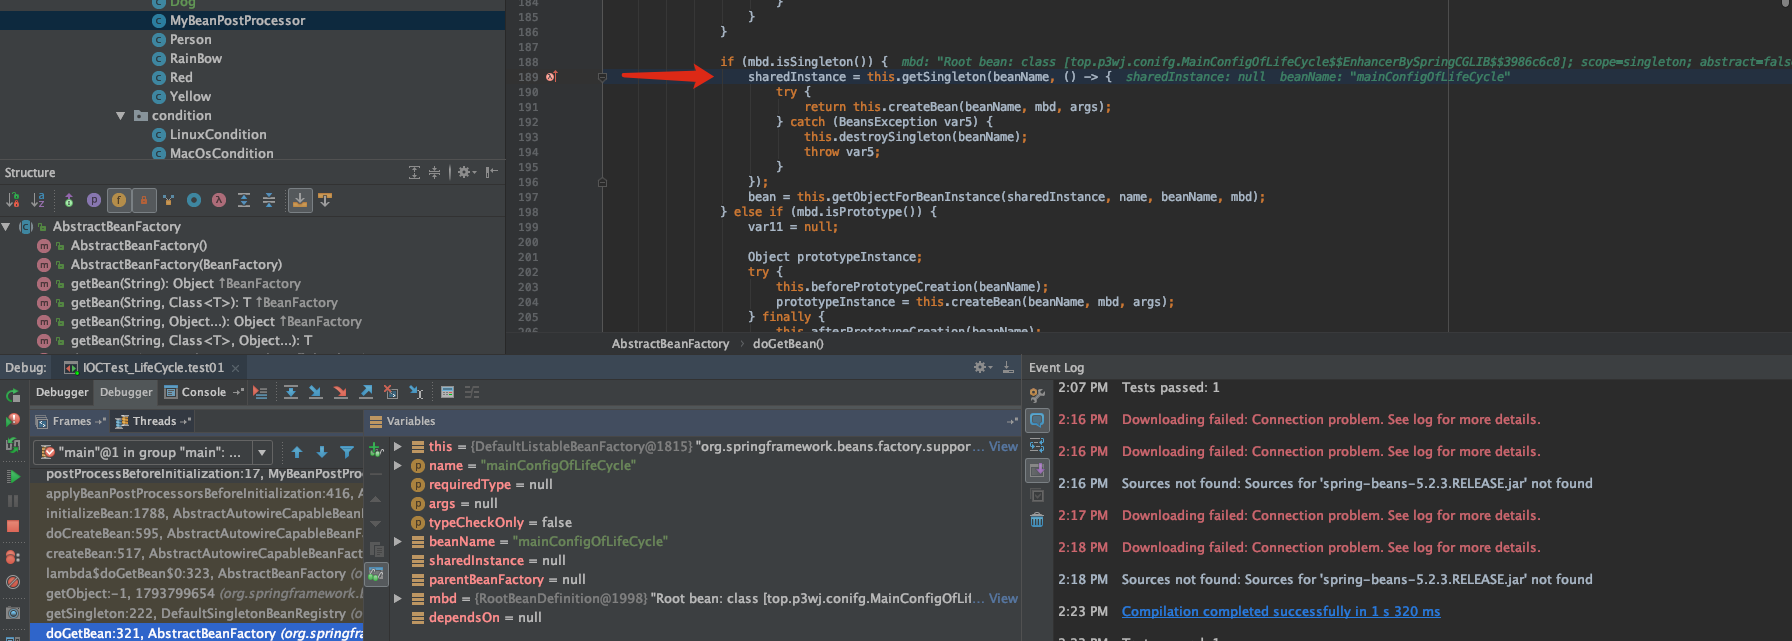 Dog
MyBeanPostProcessor
Person
RainBow
Red
Yellow
condition
LinuxCondition
MacOsCondition
Structure
AbstractBeanFactory
AbstractBeanFactory()
AbstractBeanFactory(BeanFactory)
getBean(String): Object ↑BeanFactory
getBean(String, Class<T>): T ↑BeanFactory
getBean(String, Object...): Object ↑BeanFactory
getBean(String, Class<T>, Object...): T
184 }
185 }
186 }
187
188 if (mbd.isSingleton()) { mbd: "Root bean: class [top.p3wj.conifg.MainConfigOfLifeCycle$$EnhancerBySpringCGLIB$$3986c6c8]; scope=singleton; abstract=fals
189 sharedInstance = this.getSingleton(beanName, () -> { sharedInstance: null beanName: "mainConfigOfLifeCycle"
190 try {
191 return this.createBean(beanName, mbd, args);
192 } catch (BeansException var5) {
193 this.destroySingleton(beanName);
194 throw var5;
195 }
196 });
197 bean = this.getObjectForBeanInstance(sharedInstance, name, beanName, mbd);
198 } else if (mbd.isPrototype()) {
199 var11 = null;
200
201 Object prototypeInstance;
202 try {
203 this.beforePrototypeCreation(beanName);
204 prototypeInstance = this.createBean(beanName, mbd, args);
205 } finally {
206 this.afterPrototypeCreation(beanName);
AbstractBeanFactory › doGetBean()
Debug: IOCTest_LifeCycle.test01 ×
Debugger Debugger Console
Frames Threads
"main"@1 in group "main": ...
postProcessBeforeInitialization:17, MyBeanPostPro
applyBeanPostProcessorsBeforeInitialization:416, A
initializeBean:1788, AbstractAutowireCapableBeanF
doCreateBean:595, AbstractAutowireCapableBeanF
createBean:517, AbstractAutowireCapableBeanFact
lambda$doGetBean$0:323, AbstractBeanFactory (o
getObject:-1, 1793799654 (org.springframework.b
getSingleton:222, DefaultSingletonBeanRegistry (o
doGetBean:321, AbstractBeanFactory (org.springfra
Variables
this = {DefaultListableBeanFactory@1815} "org.springframework.beans.factory.suppor... View
name = "mainConfigOfLifeCycle"
requiredType = null
args = null
typeCheckOnly = false
beanName = "mainConfigOfLifeCycle"
sharedInstance = null
parentBeanFactory = null
mbd = {RootBeanDefinition@1998} "Root bean: class [top.p3wj.conifg.MainConfigOfLif... View
dependsOn = null
Event Log
2:07 PM Tests passed: 1
2:16 PM Downloading failed: Connection problem. See log for more details.
2:16 PM Downloading failed: Connection problem. See log for more details.
2:16 PM Sources not found: Sources for 'spring-beans-5.2.3.RELEASE.jar' not found
2:17 PM Downloading failed: Connection problem. See log for more details.
2:18 PM Downloading failed: Connection problem. See log for more details.
2:18 PM Sources not found: Sources for 'spring-beans-5.2.3.RELEASE.jar' not found
2:23 PM Compilation completed successfully in 1 s 320 ms
2:23 PM Tests passed: 1